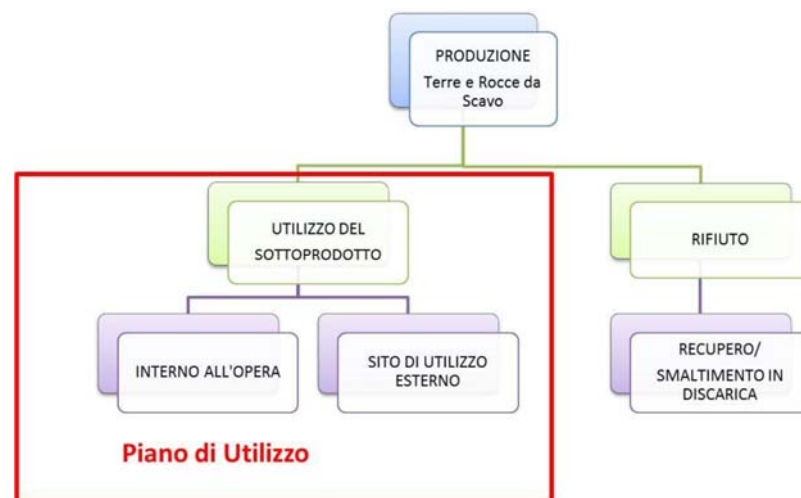 PRODUZIONE
Terre e Rocce da
Scavo
UTILIZZO DEL
SOTTOPRODOTTO
RIFIUTO
INTERNO ALL'OPERA
SITO DI UTILIZZO
ESTERNO
RECUPERO/
SMALTIMENTO IN
DISCARICA
Piano di Utilizzo